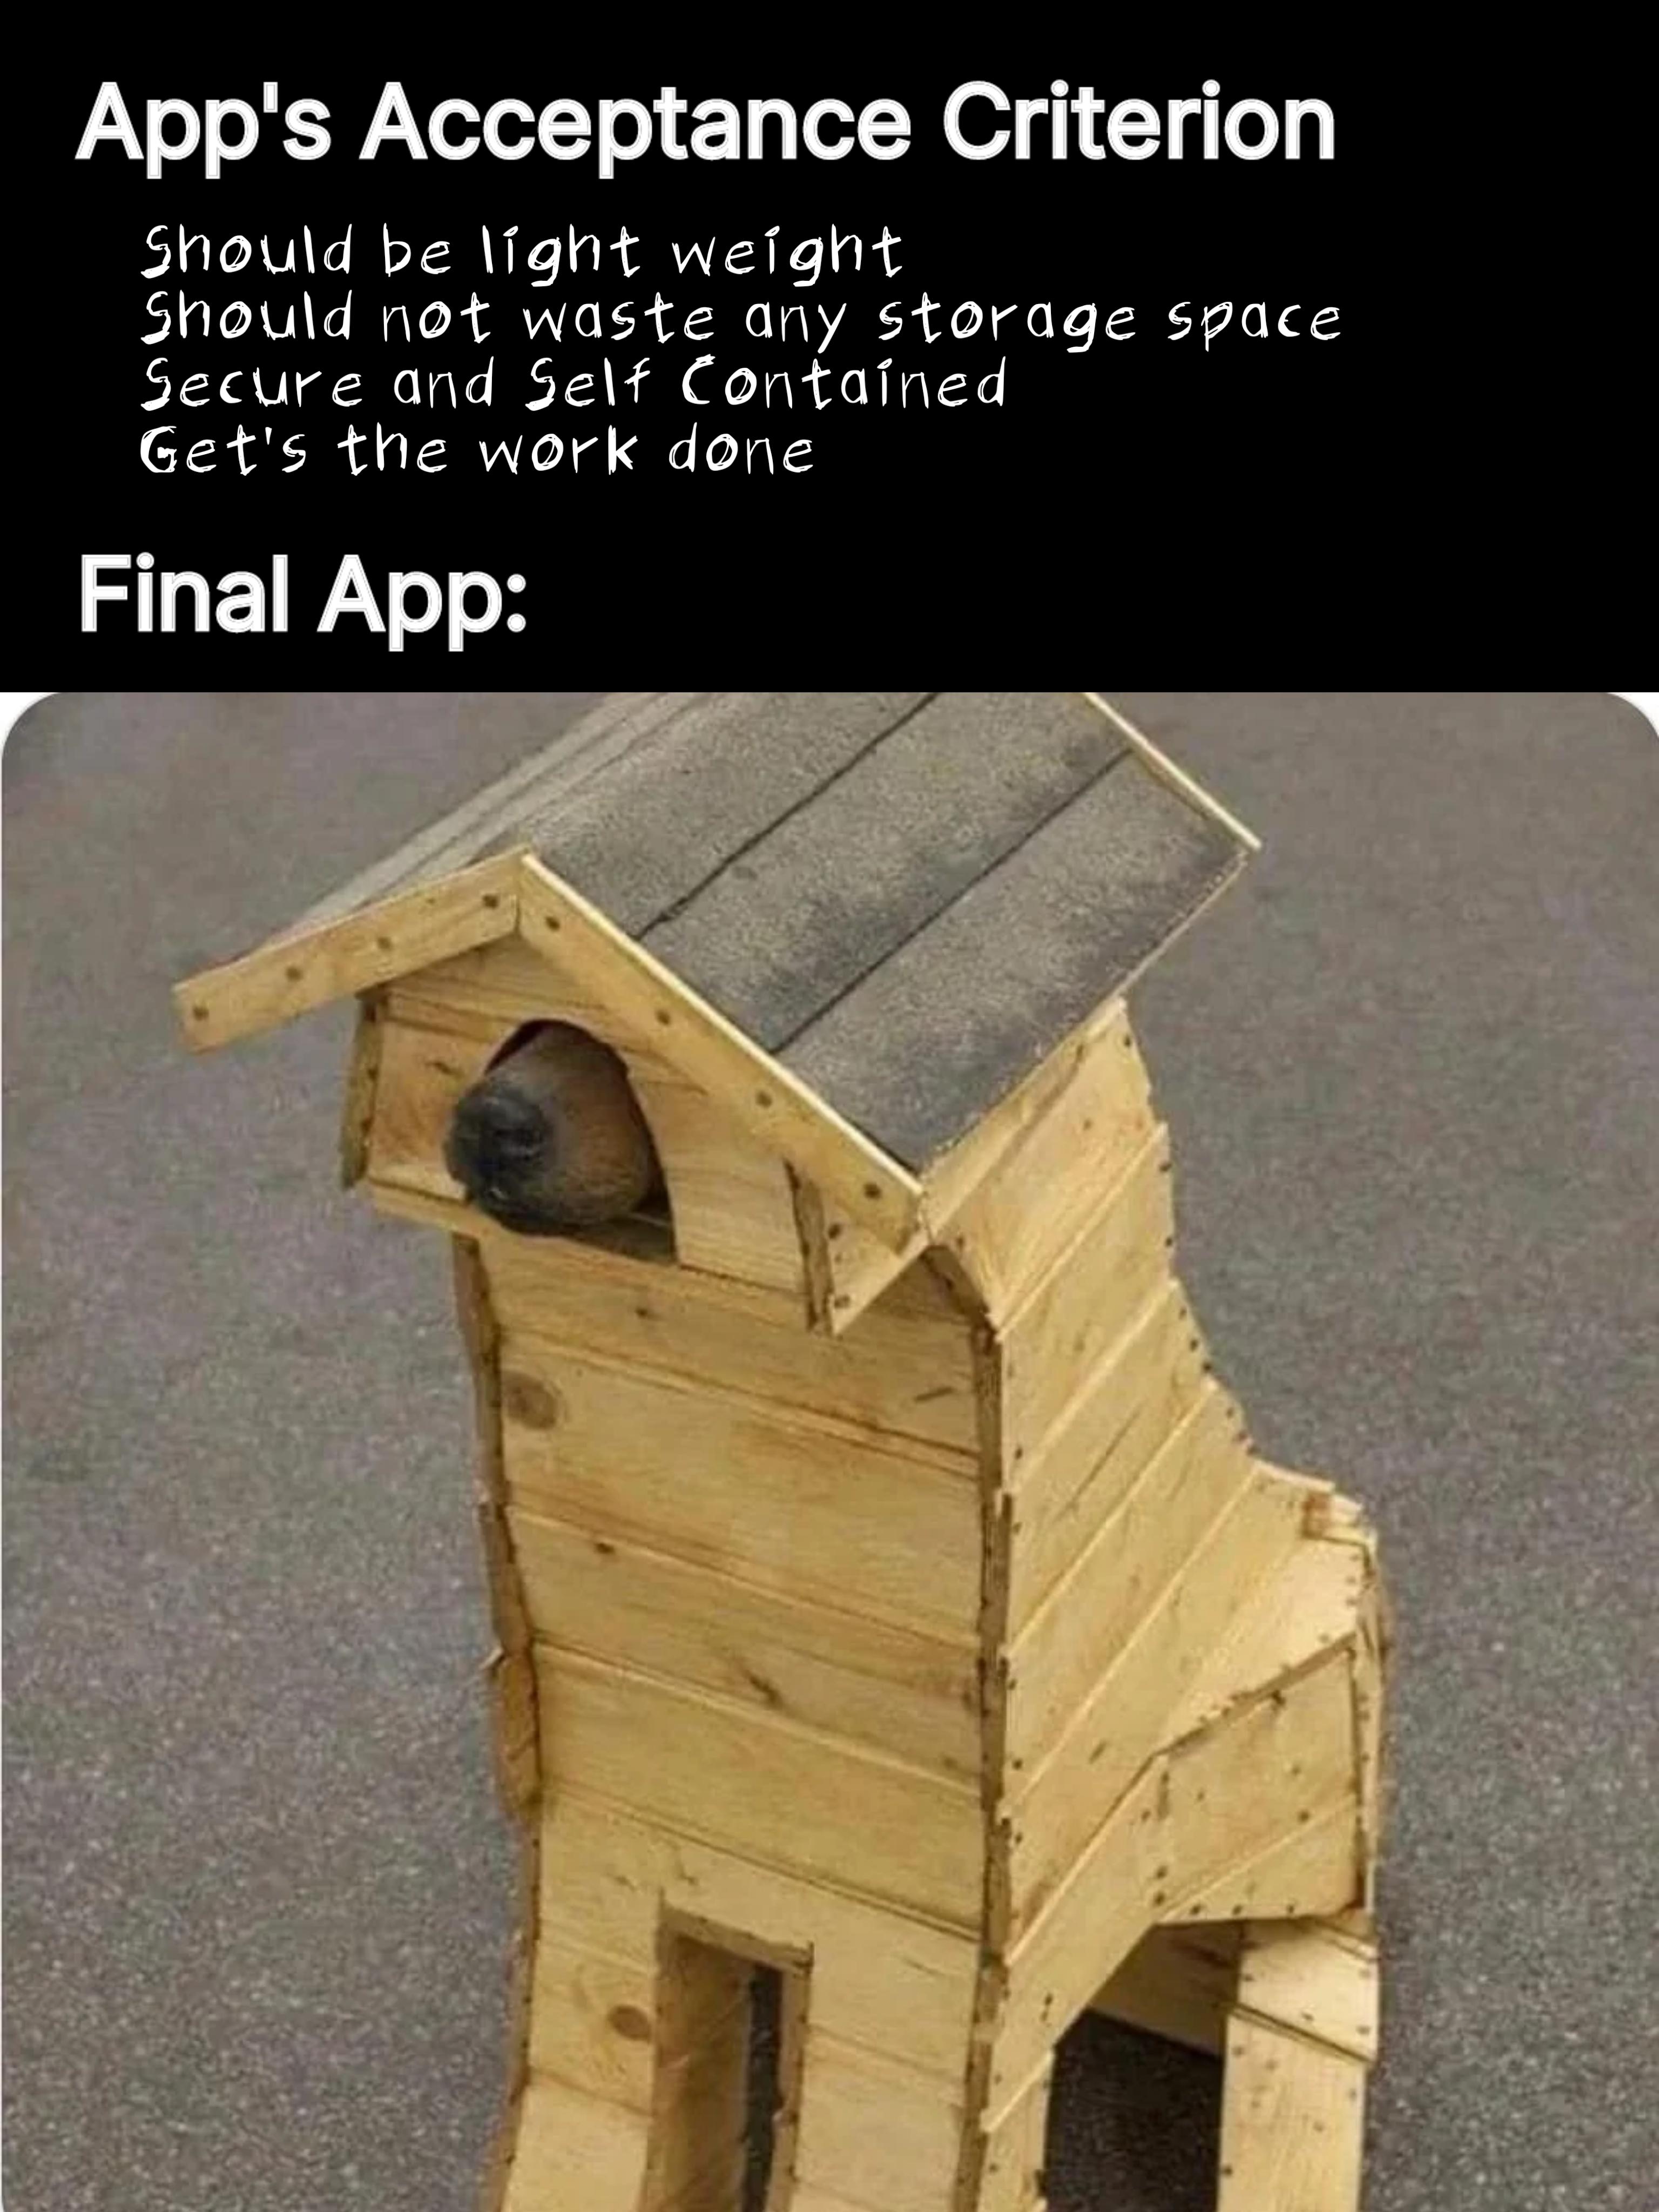 App's Acceptance Criterion
Should be light weight
Should not waste any storage space
Secure and Self Contained
Get's the work done
Final App: